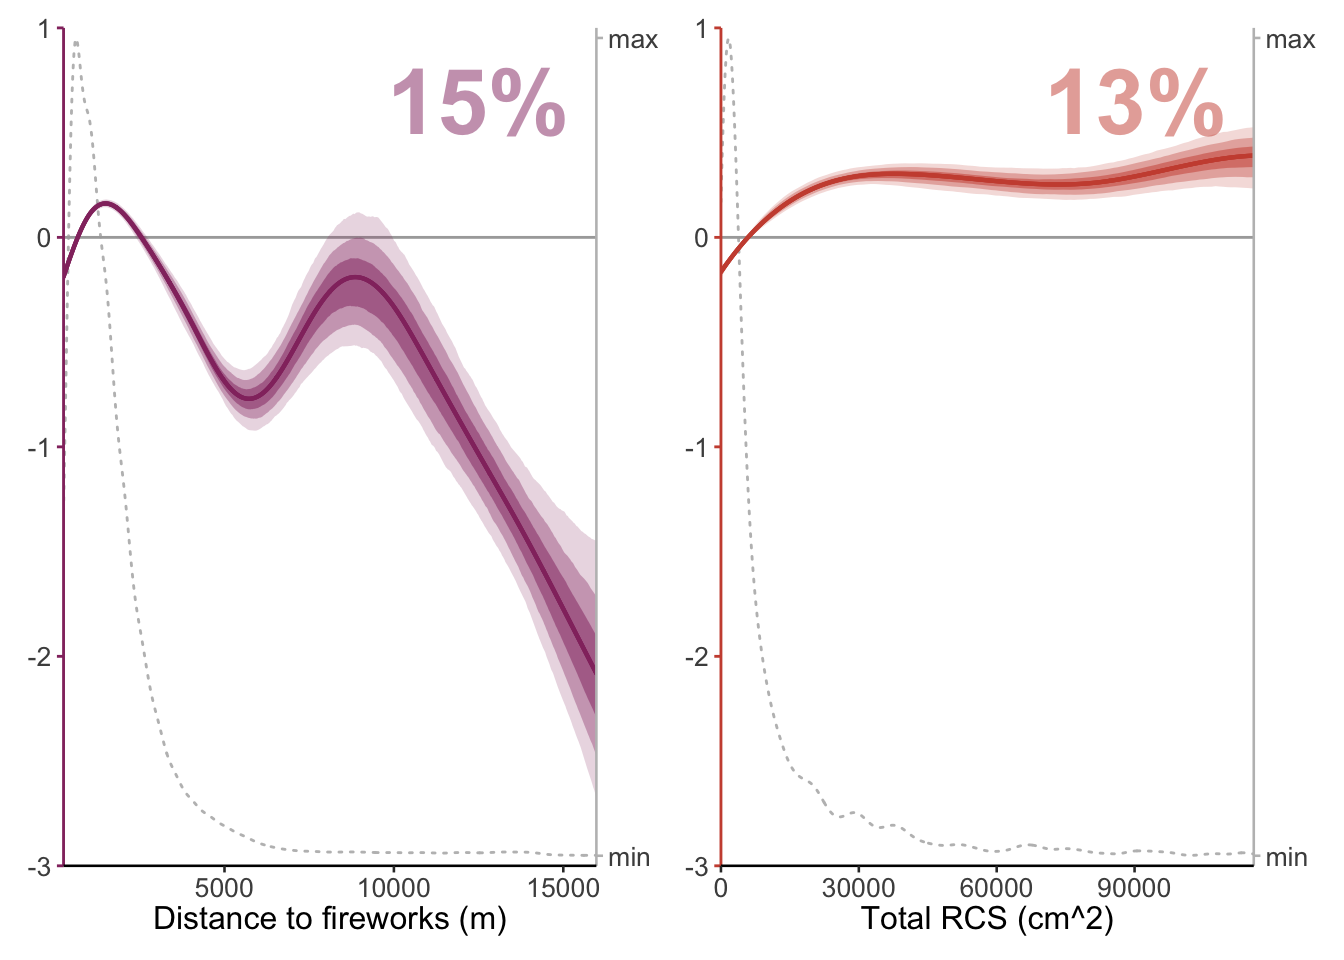 1
0
-1
-2
-3
15%
max
min
5000 10000 15000
Distance to fireworks (m)
1
0
-1
-2
-3
13%
max
min
0 30000 60000 90000
Total RCS (cm^2)